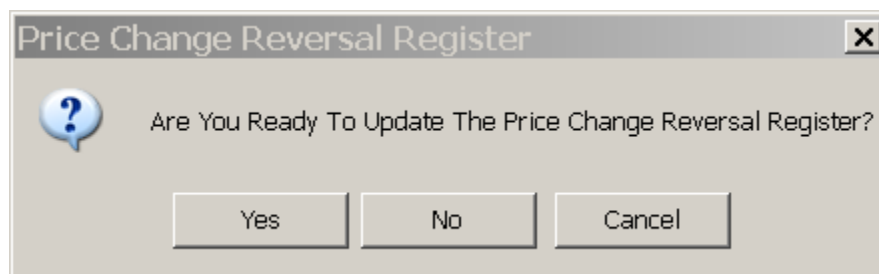 Price Change Reversal Register
Are You Ready To Update The Price Change Reversal Register?
Yes
No
Cancel